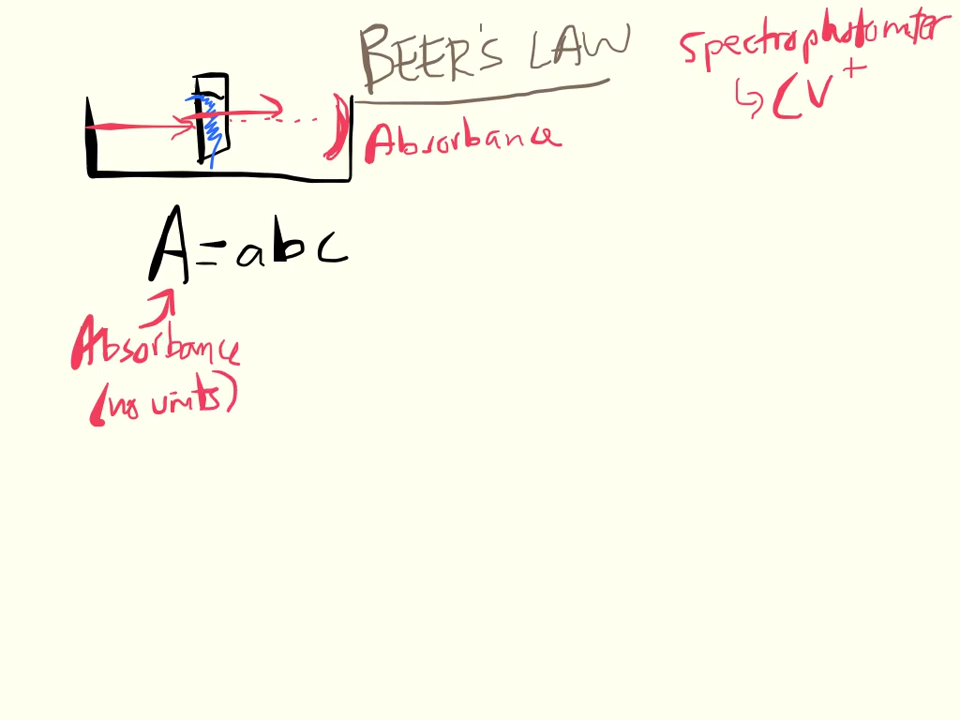 BEER'S LAW
Spectrophotometer
↳ CV+
Absorbance
A=abc
Absorbance
(no units)